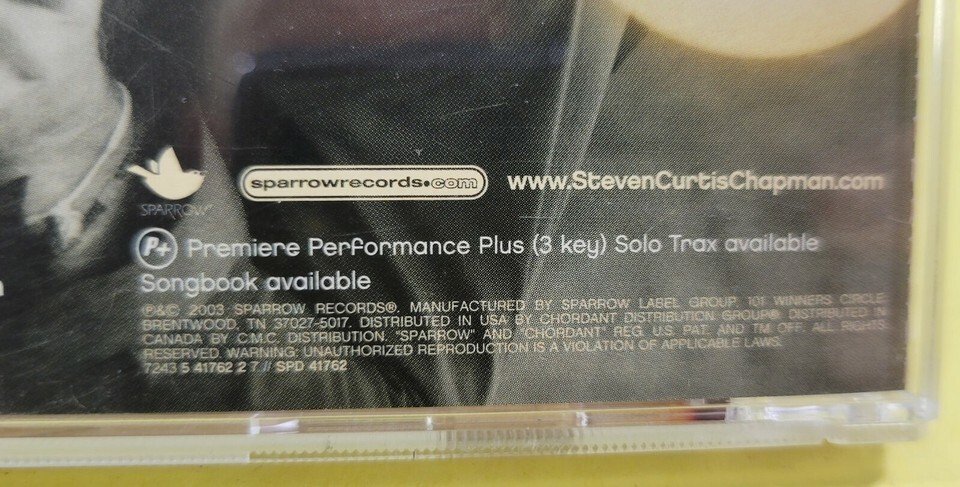 SPARROW™
sparrowrecords.com
www.StevenCurtisChapman.com
P+ Premiere Performance Plus (3 key) Solo Trax available
Songbook available
℗&© 2003 SPARROW RECORDS®. MANUFACTURED BY SPARROW LABEL GROUP, 101 WINNERS CIRCLE,
BRENTWOOD, TN 37027-5017. DISTRIBUTED IN USA BY CHORDANT DISTRIBUTION GROUP®. DISTRIBUTED IN
CANADA BY C.M.C. DISTRIBUTION. "SPARROW" AND "CHORDANT" REG. U.S. PAT. AND TM OFF. ALL RIGHTS
RESERVED. WARNING: UNAUTHORIZED REPRODUCTION IS A VIOLATION OF APPLICABLE LAWS.
7243 5 41762 2 7 // SPD 41762